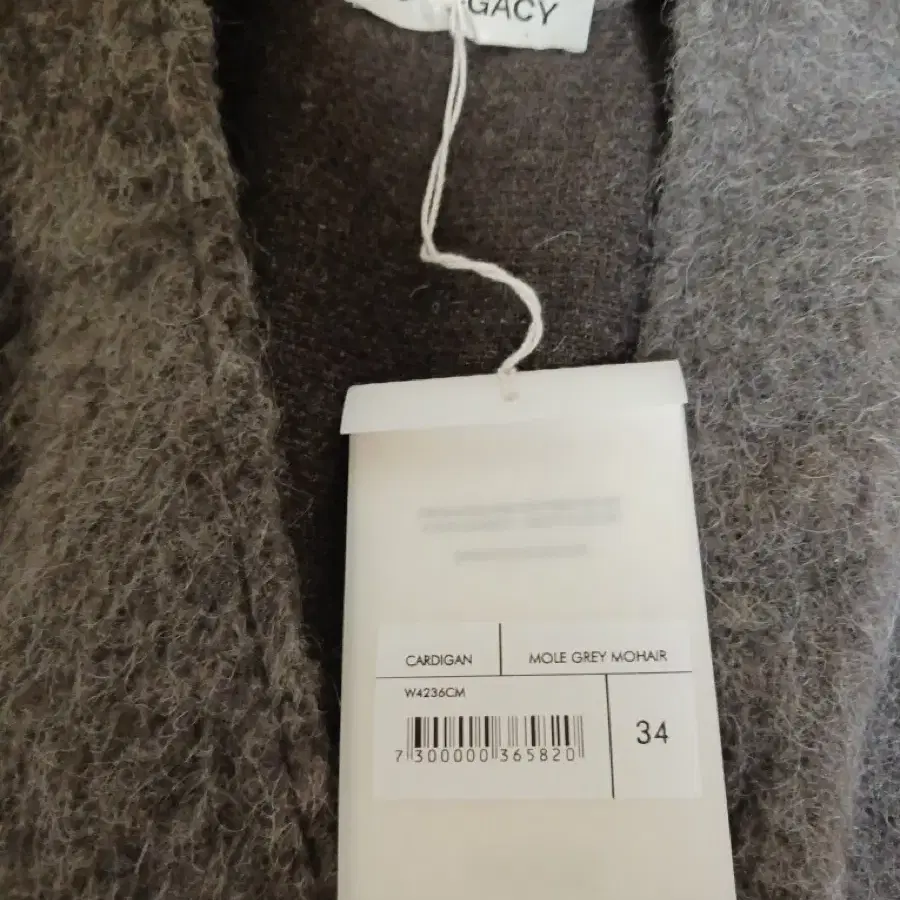 GACY
CARDIGAN
MOLE GREY MOHAIR
W4236CM
34
7 300000 365820